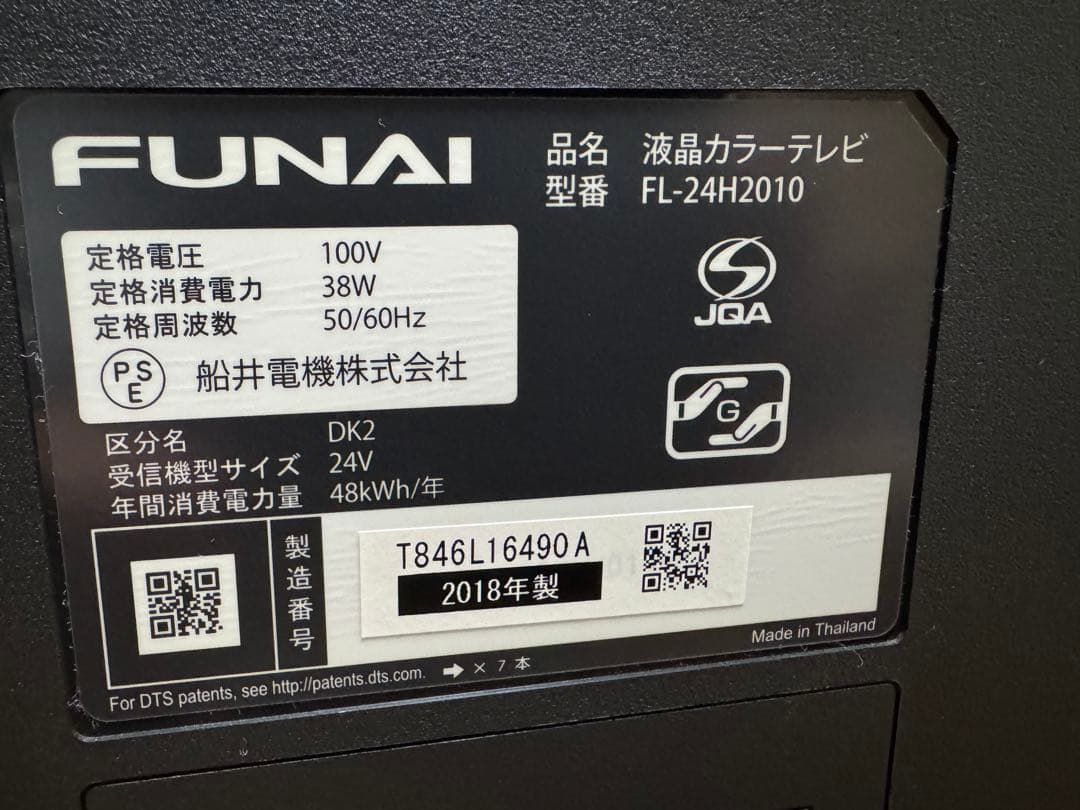 FUNAI
品名 液晶カラーテレビ
型番 FL-24H2010
定格電圧 100V
定格消費電力 38W
定格周波数 50/60Hz
PSE 船井電機株式会社
JQA
G
区分名 DK2
受信機型サイズ 24V
年間消費電力量 48kWh/年
製造番号
T846L16490A
2018年製
Made in Thailand
For DTS patents, see http://patents.dts.com. ➡ × 7 本